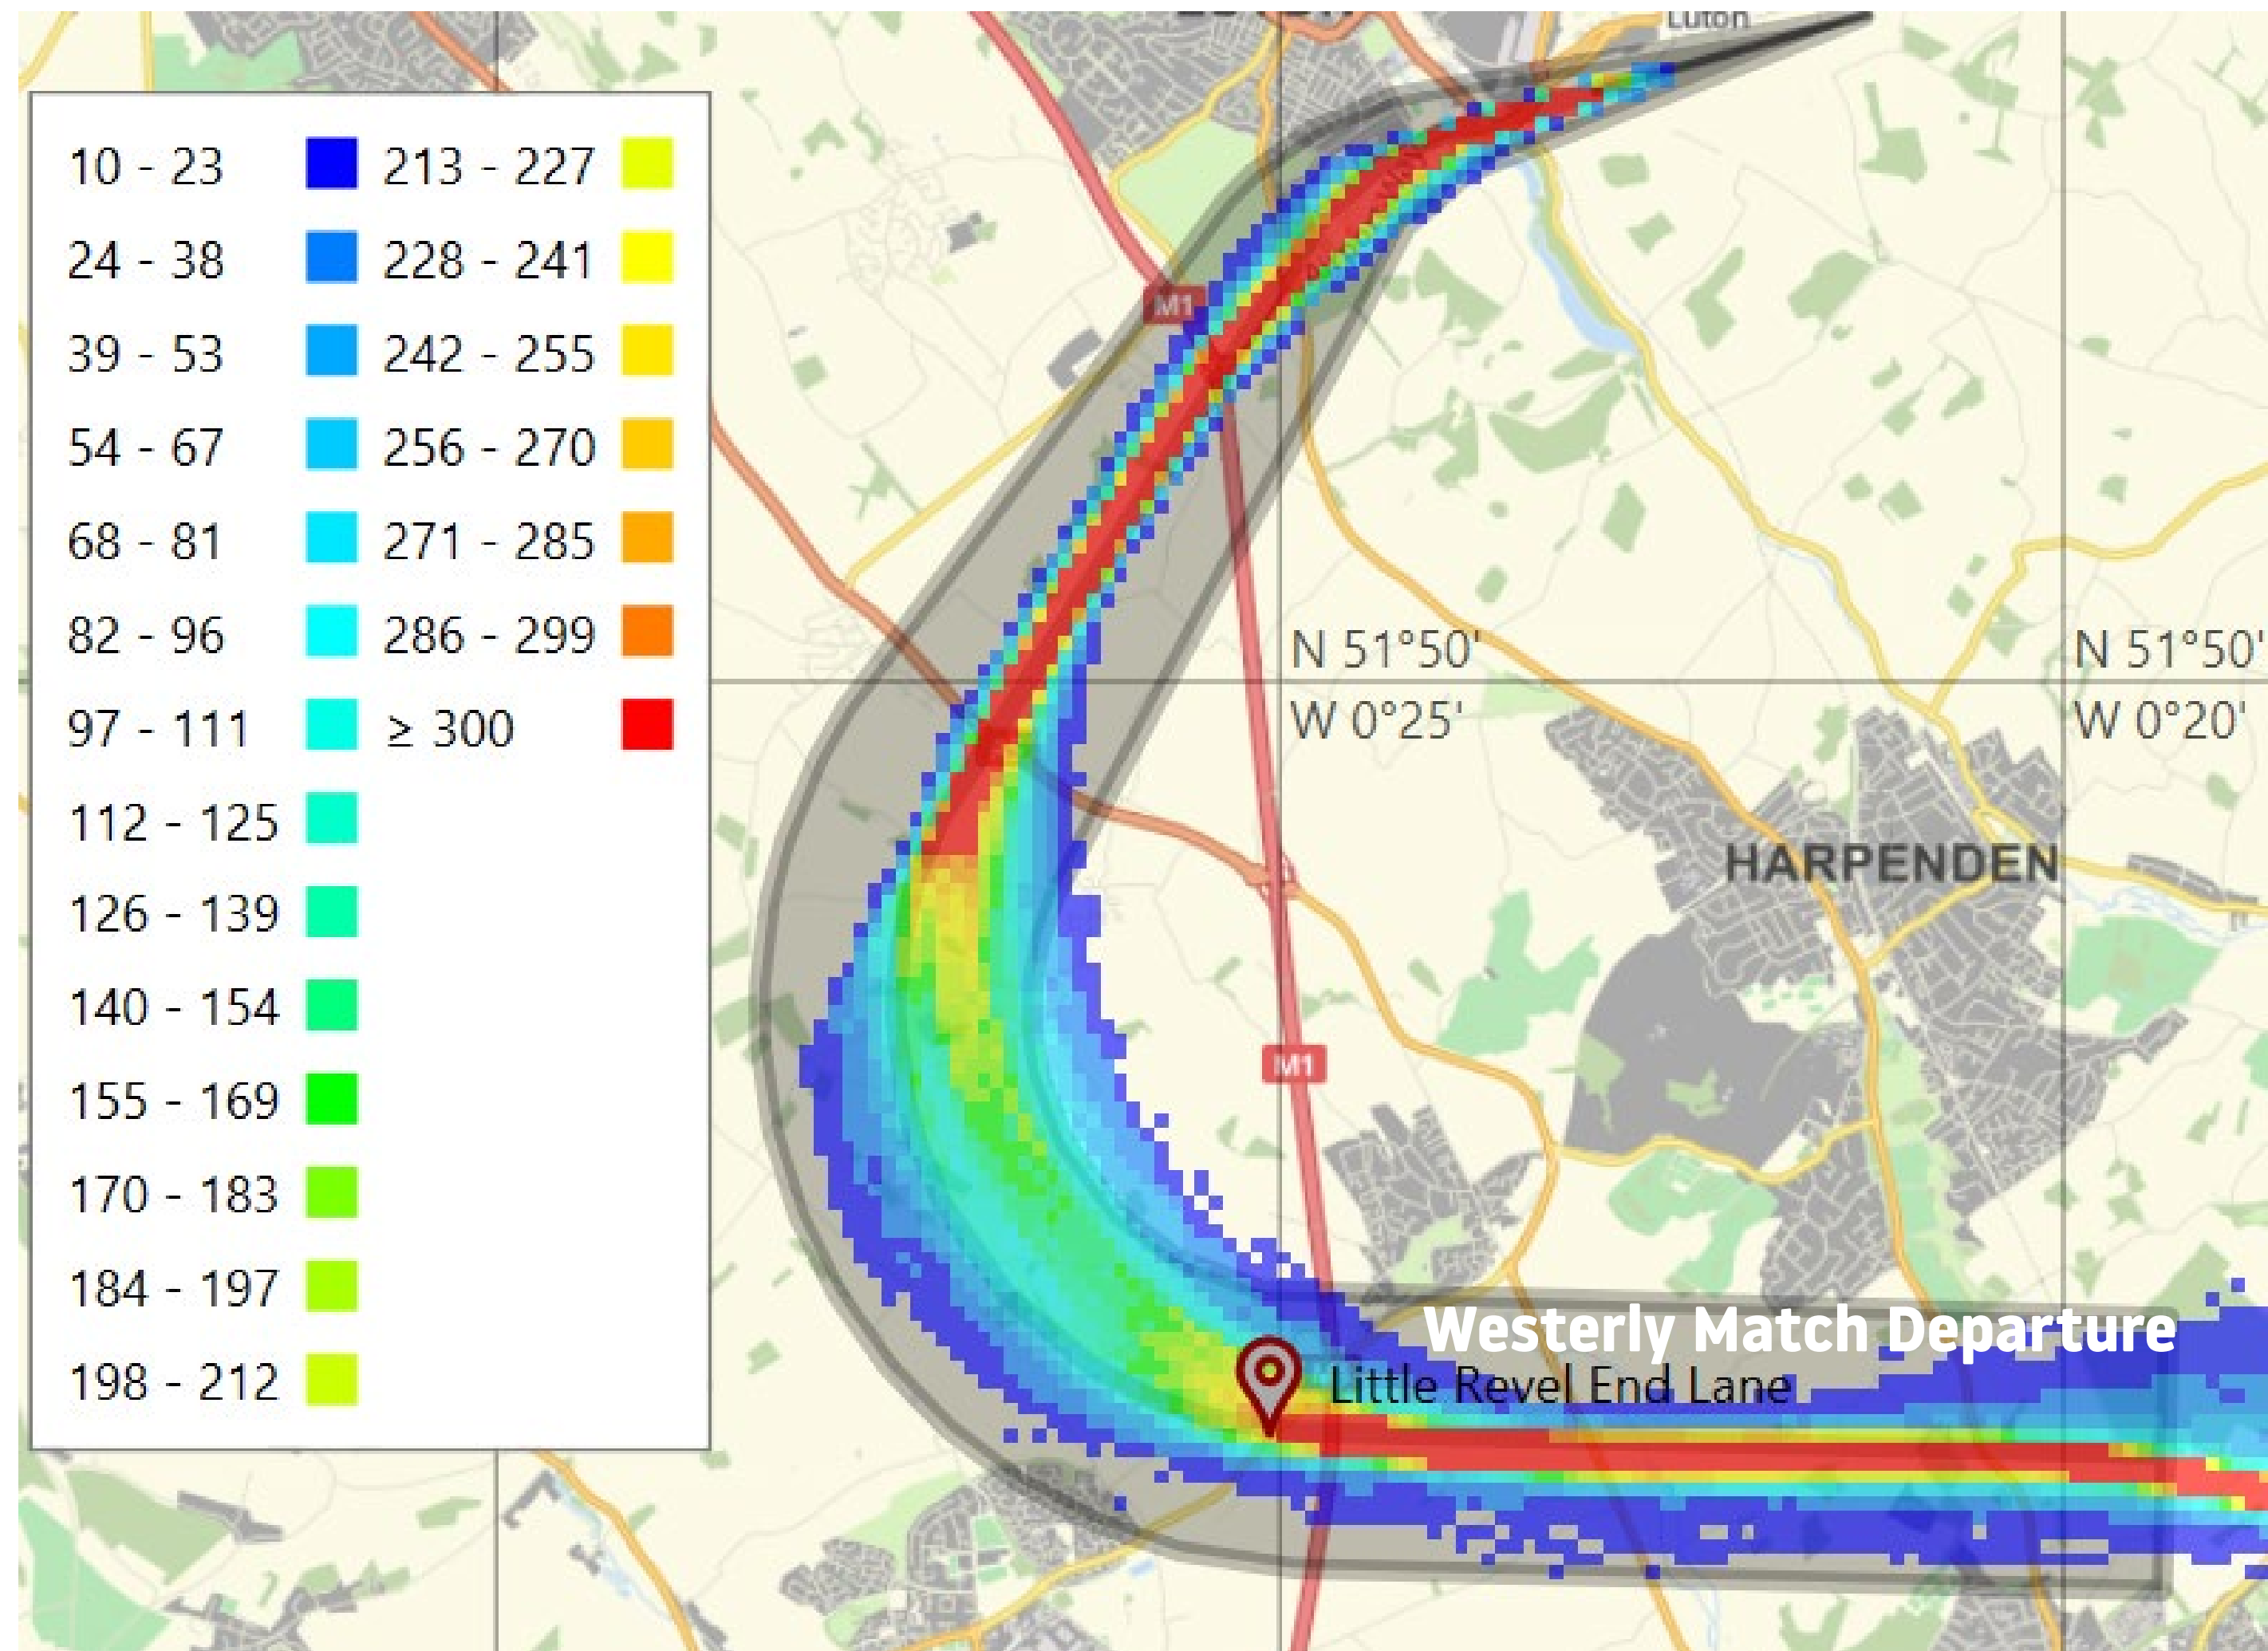 Luton
10 - 23 213 - 227
24 - 38 228 - 241
39 - 53 242 - 255
54 - 67 256 - 270
68 - 81 271 - 285
82 - 96 286 - 299
97 - 111 ≥ 300
112 - 125
126 - 139
140 - 154
155 - 169
170 - 183
184 - 197
198 - 212
M1
N 51°50' N 51°50'
W 0°25' W 0°20'
HARPENDEN
M1
Westerly Match Departure
Little Revel End Lane